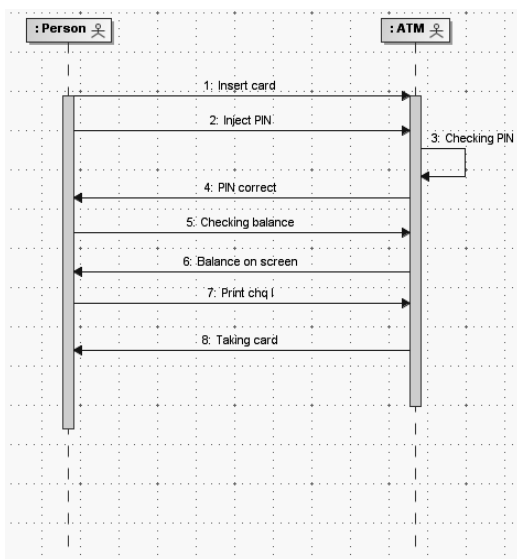 : Person
: ATM
1: Insert card
2: Inject PIN
3: Checking PIN
4: PIN correct
5: Checking balance
6: Balance on screen
7: Print chq l
8: Taking card